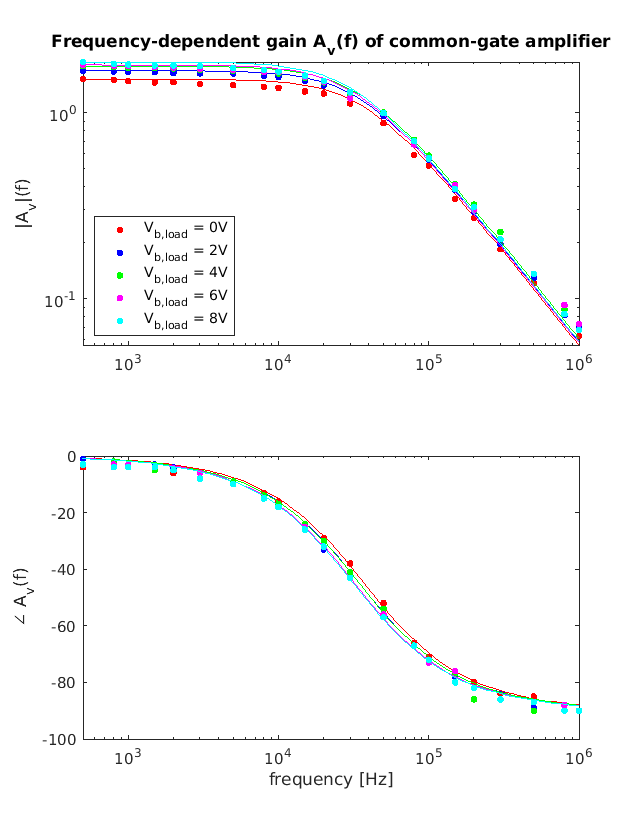 Frequency-dependent gain A_v(f) of common-gate amplifier
|A_v|(f)
10^0
10^-1
V_b,load = 0V
V_b,load = 2V
V_b,load = 4V
V_b,load = 6V
V_b,load = 8V
10^3 10^4 10^5 10^6
∠ A_v(f)
0
-20
-40
-60
-80
-100
10^3 10^4 10^5 10^6
frequency [Hz]